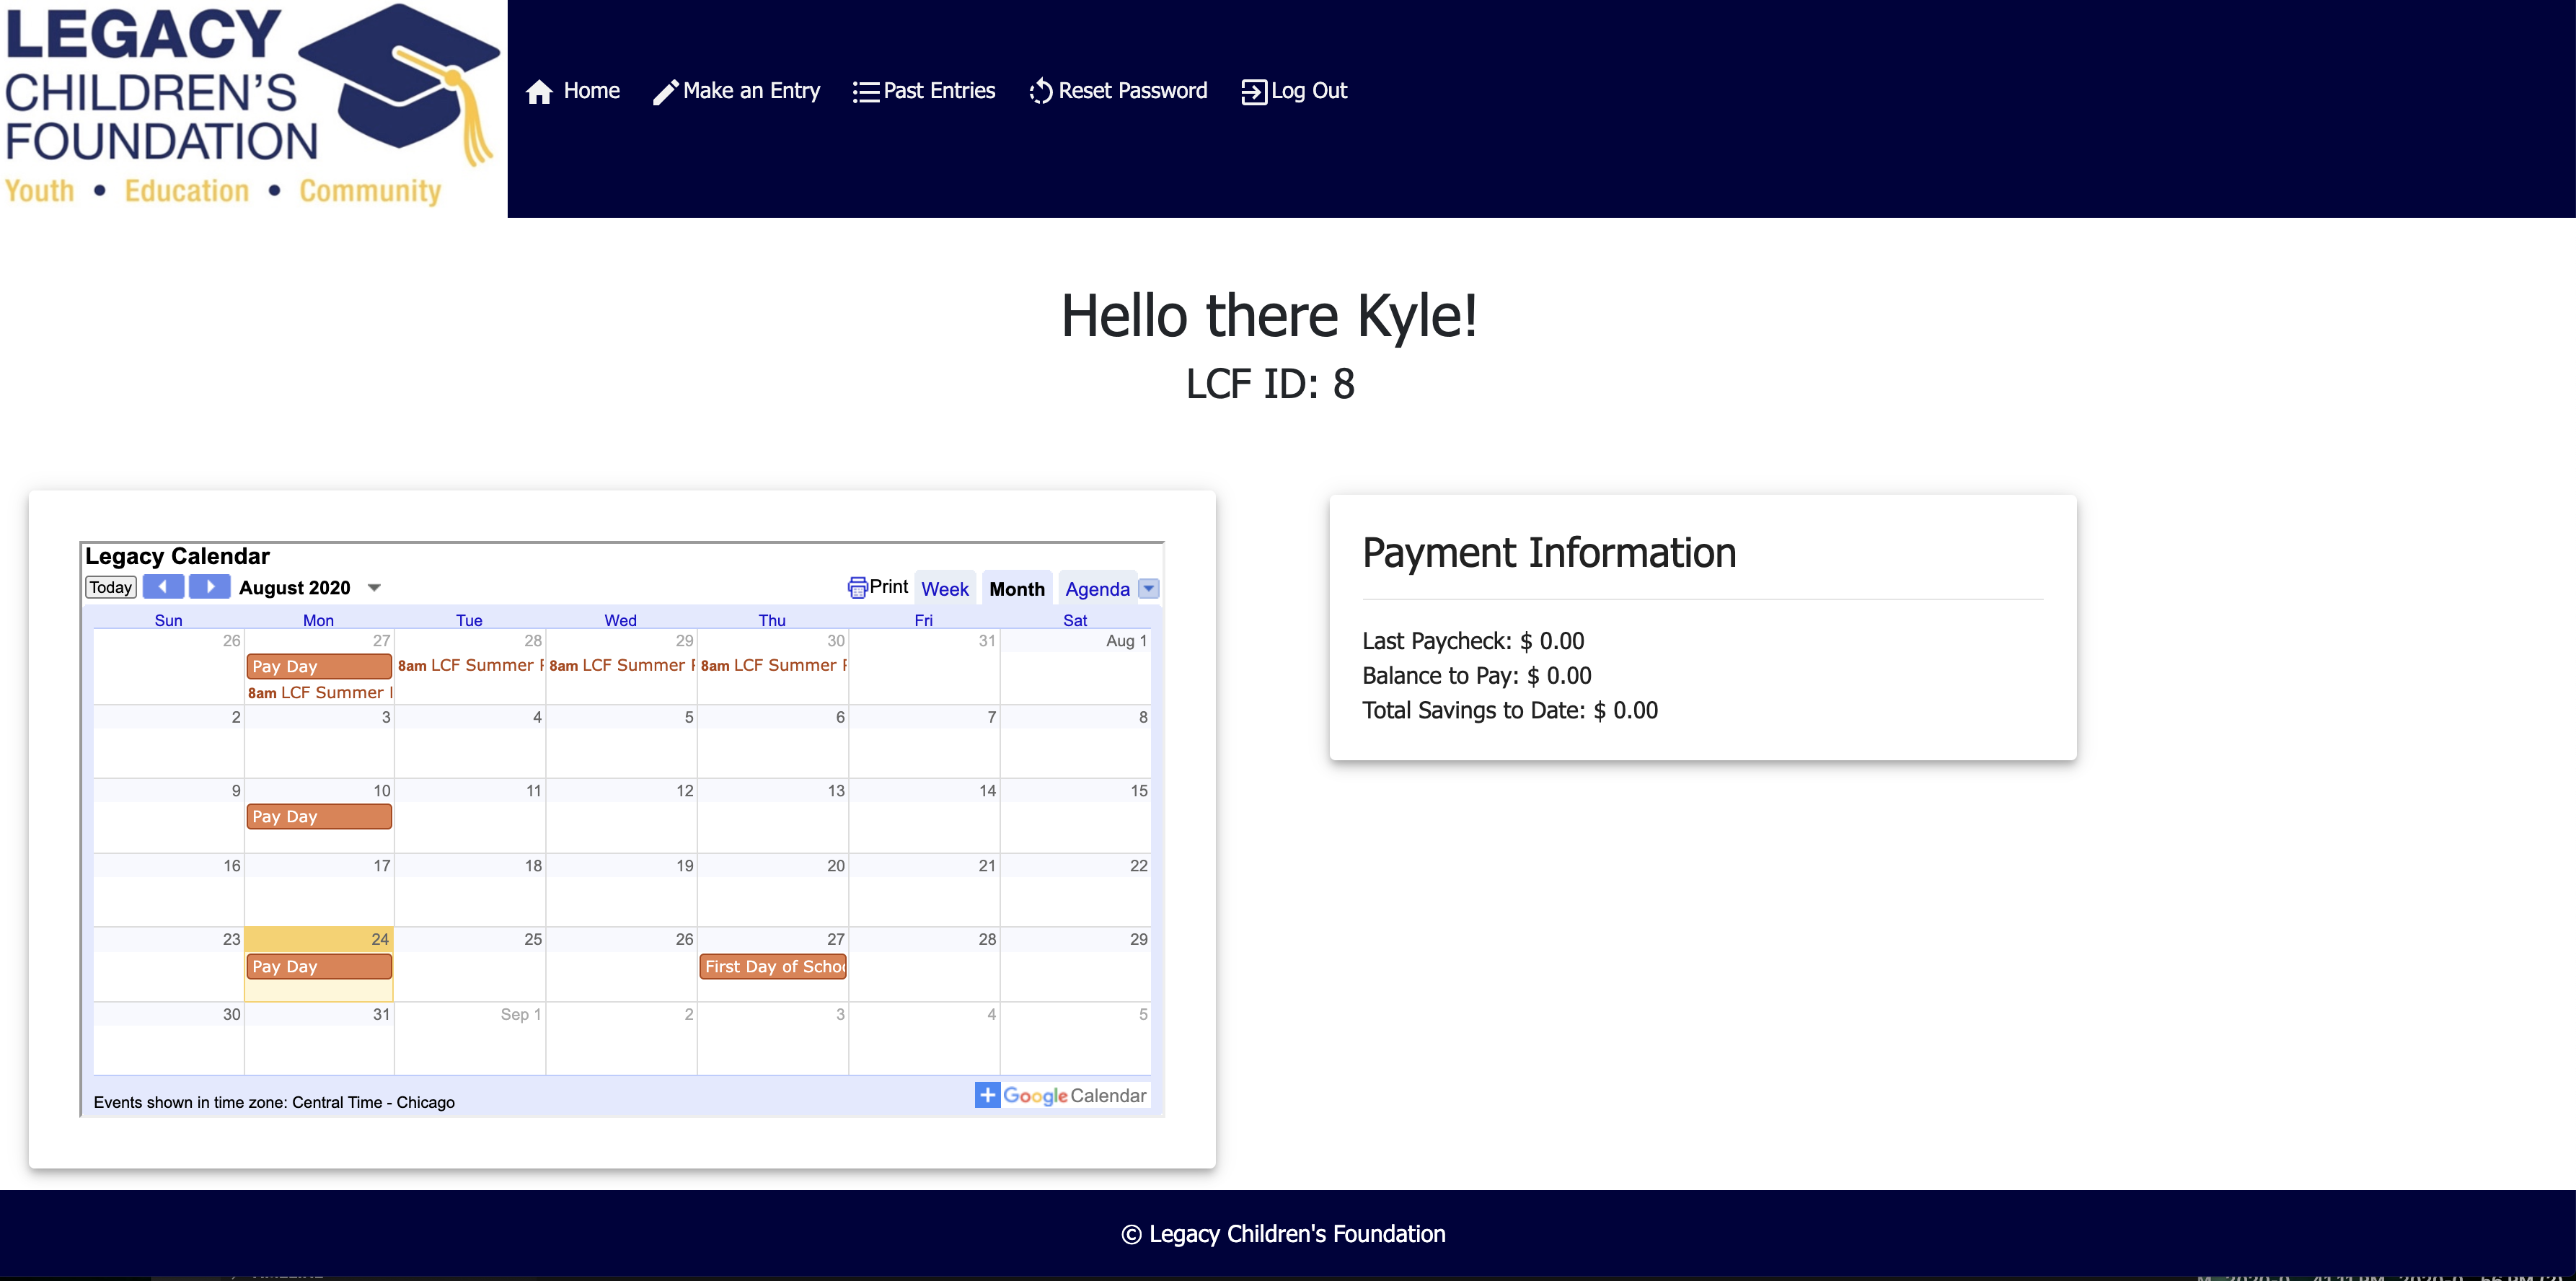 LEGACY
CHILDREN'S
FOUNDATION
Youth • Education • Community
Home Make an Entry Past Entries Reset Password Log Out
Hello there Kyle!
LCF ID: 8
Legacy Calendar
Today August 2020 Print Week Month Agenda
Sun Mon Tue Wed Thu Fri Sat
26 27 28 29 30 31 Aug 1
Pay Day 8am LCF Summer 8am LCF Summer 8am LCF Summer
8am LCF Summer
2 3 4 5 6 7 8
9 10 11 12 13 14 15
Pay Day
16 17 18 19 20 21 22
23 24 25 26 27 28 29
Pay Day First Day of Schoo
30 31 Sep 1 2 3 4 5
Events shown in time zone: Central Time - Chicago
+ Google Calendar
Payment Information
Last Paycheck: $ 0.00
Balance to Pay: $ 0.00
Total Savings to Date: $ 0.00
© Legacy Children's Foundation